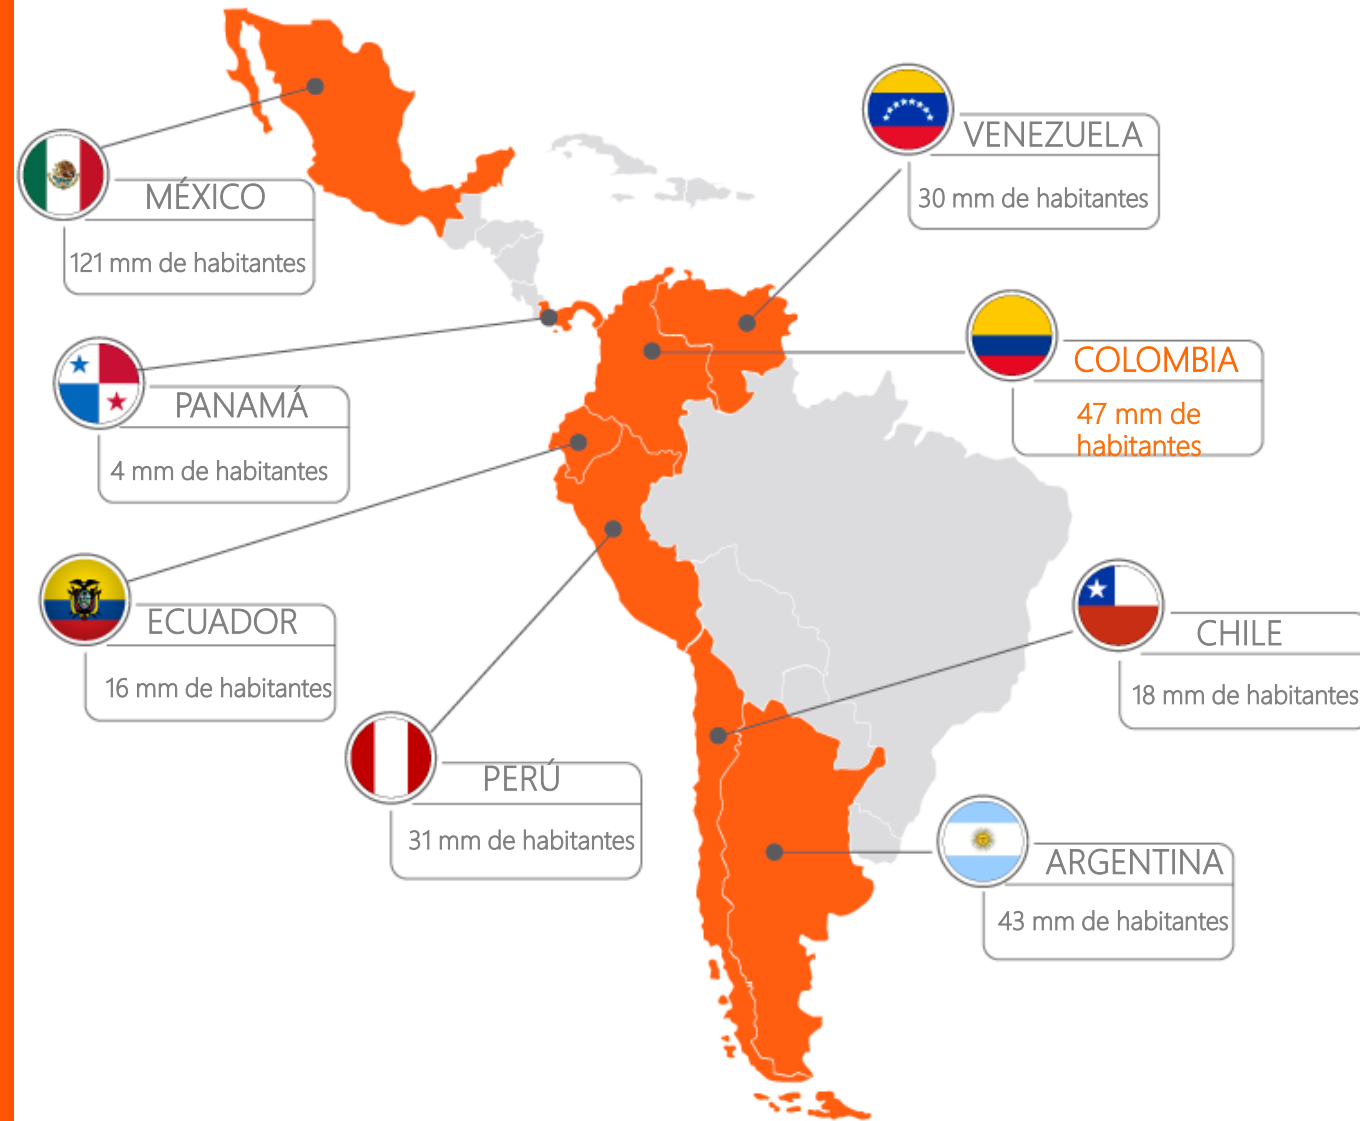 MÉXICO
121 mm de habitantes
VENEZUELA
30 mm de habitantes
COLOMBIA
47 mm de
habitantes
PANAMÁ
4 mm de habitantes
ECUADOR
16 mm de habitantes
CHILE
18 mm de habitantes
PERÚ
31 mm de habitantes
ARGENTINA
43 mm de habitantes